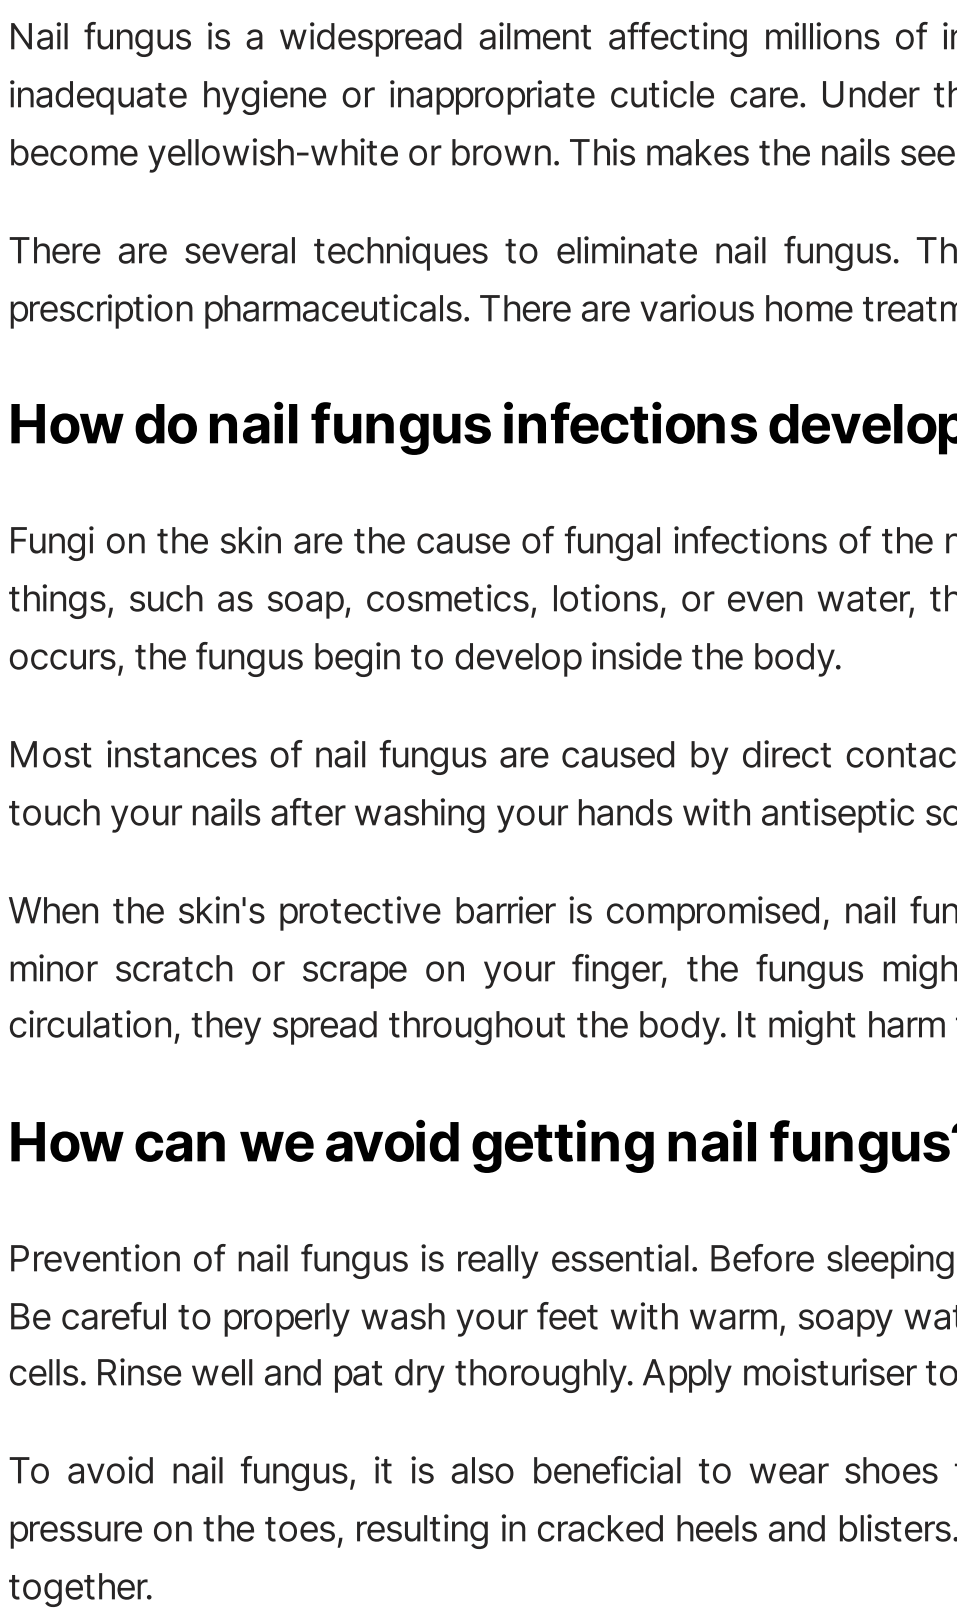 Nail fungus is a widespread ailment affecting millions of
inadequate hygiene or inappropriate cuticle care. Under
become yellowish-white or brown. This makes the nails
There are several techniques to eliminate nail fungus.
prescription pharmaceuticals. There are various home
How do nail fungus infections develop
Fungi on the skin are the cause of fungal infections of the
things, such as soap, cosmetics, lotions, or even water,
occurs, the fungus begin to develop inside the body.
Most instances of nail fungus are caused by direct
touch your nails after washing your hands with antiseptic
When the skin's protective barrier is compromised, nail
minor scratch or scrape on your finger, the fungus
circulation, they spread throughout the body. It might harm
How can we avoid getting nail fungus?
Prevention of nail fungus is really essential. Before sleeping
Be careful to properly wash your feet with warm, soapy
cells. Rinse well and pat dry thoroughly. Apply moisturiser to
To avoid nail fungus, it is also beneficial to wear shoes
pressure on the toes, resulting in cracked heels and blisters.
together.